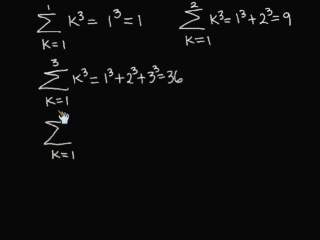 ∑_{K=1}^{1} K³ = 1³ = 1
∑_{K=1}^{2} K³ = 1³ + 2³ = 9
∑_{K=1}^{3} K³ = 1³ + 2³ + 3³ = 36
∑_{K=1}